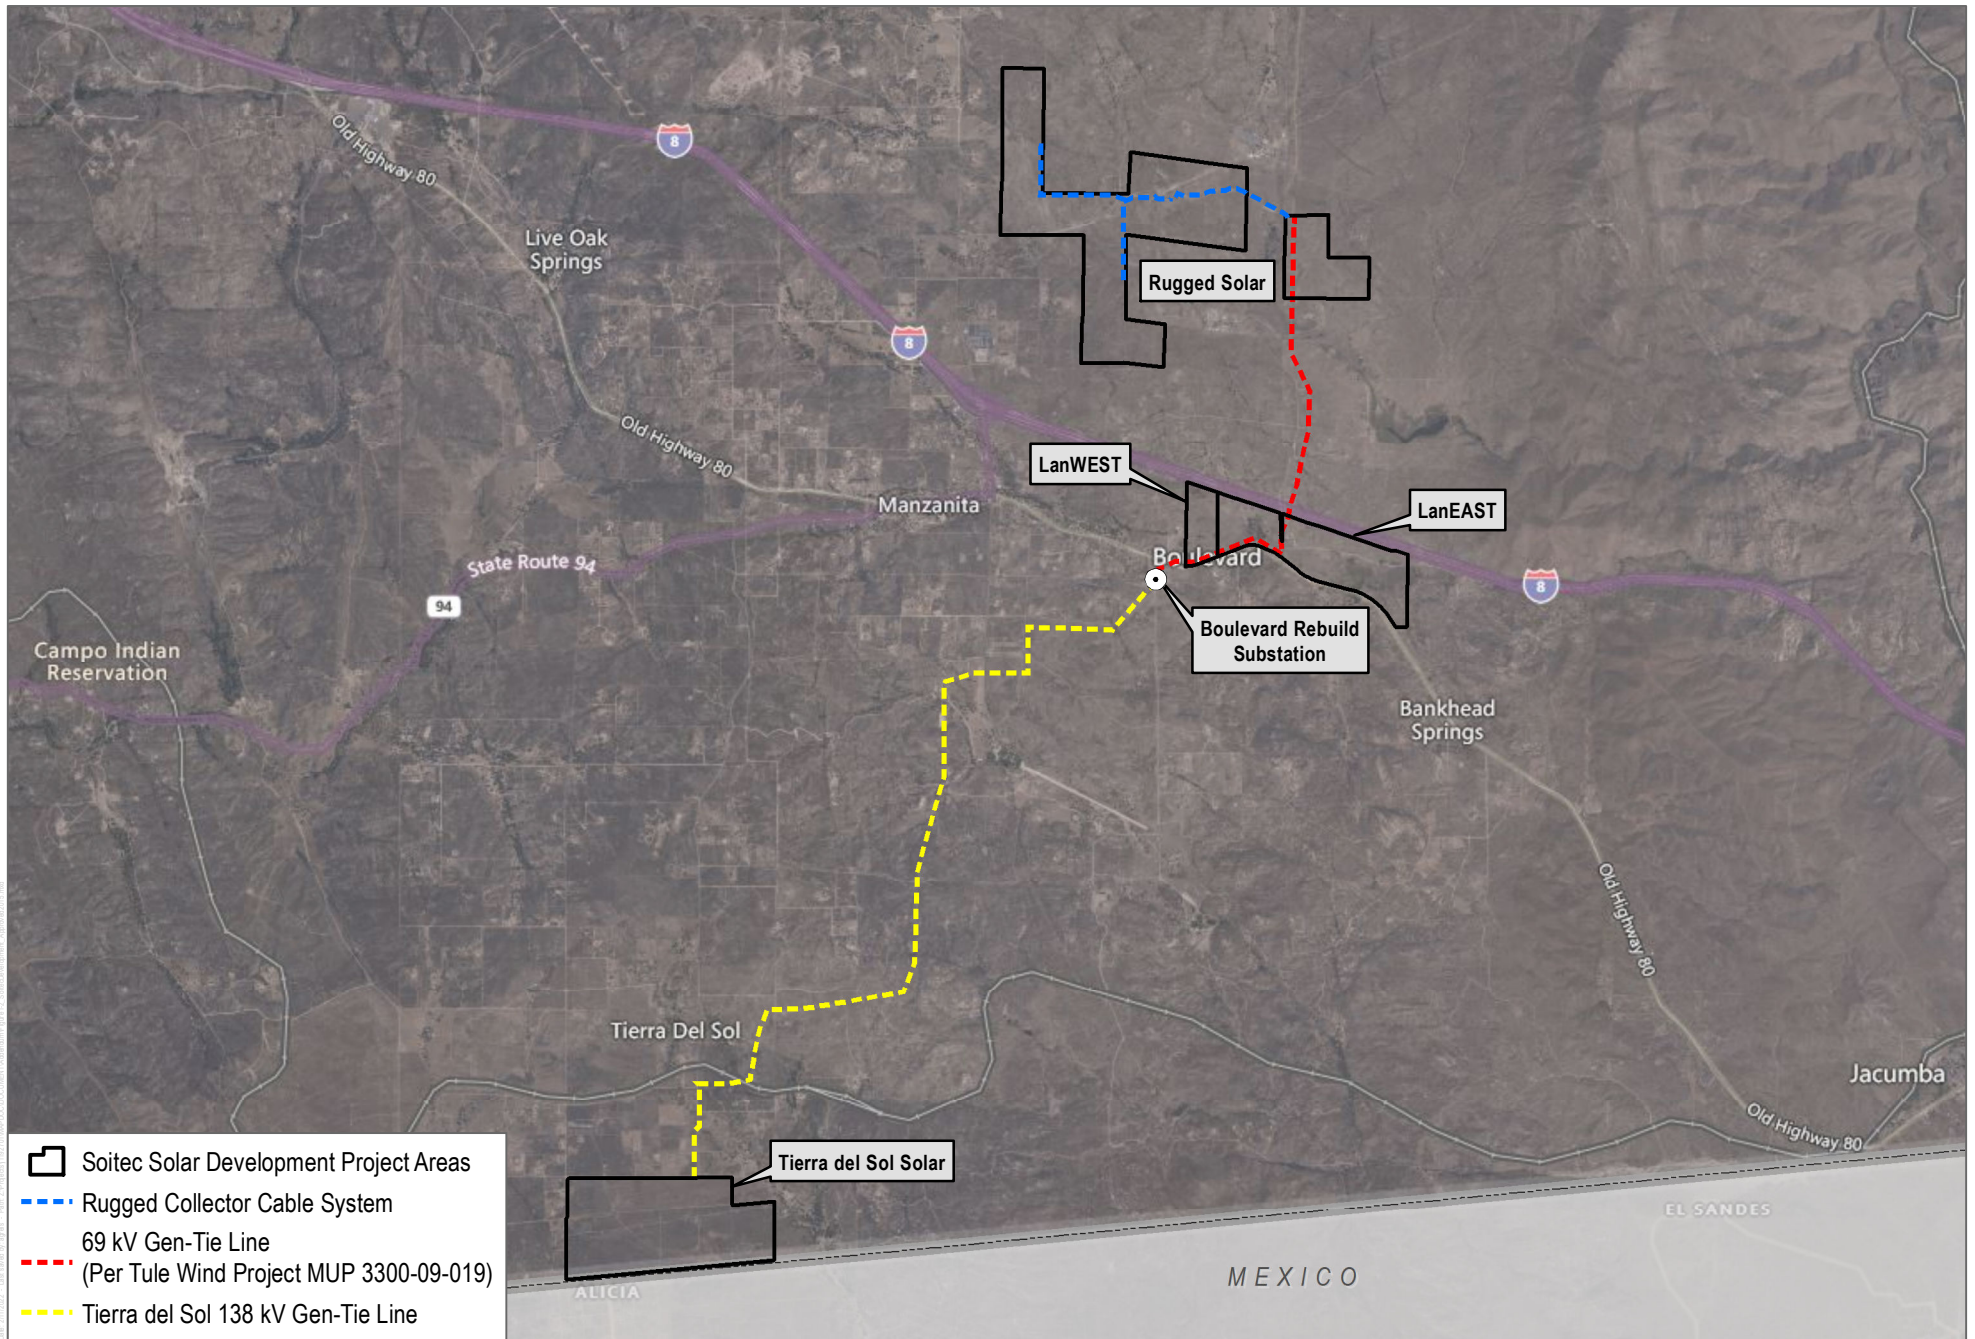 8
Old Highway 80
Live Oak
Springs
Rugged Solar
8
Old Highway 80
LanWEST
Manzanita
LanEAST
Boulevard
State Route 94
94
8
Boulevard Rebuild
Substation
Campo Indian
Reservation
Bankhead
Springs
Old Highway 80
Tierra Del Sol
Jacumba
Old Highway 80
Tierra del Sol Solar
EL SANDES
MEXICO
ALICIA
Soitec Solar Development Project Areas
Rugged Collector Cable System
69 kV Gen-Tie Line
(Per Tule Wind Project MUP 3300-09-019)
Tierra del Sol 138 kV Gen-Tie Line